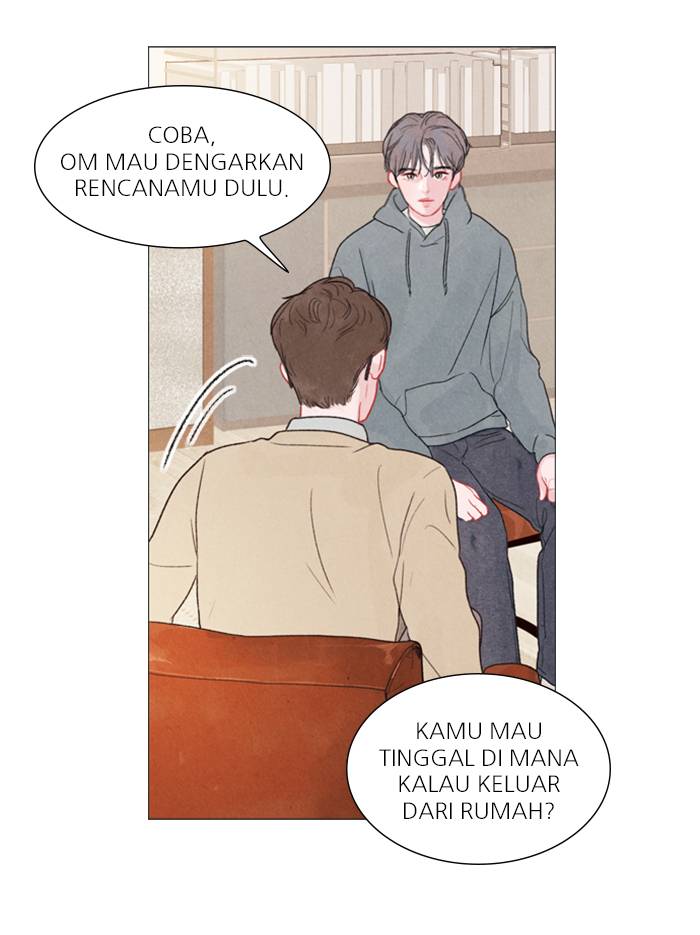 COBA,
OM MAU DENGARKAN
RENCANAMU DULU.
KAMU MAU
TINGGAL DI MANA
KALAU KELUAR
DARI RUMAH?